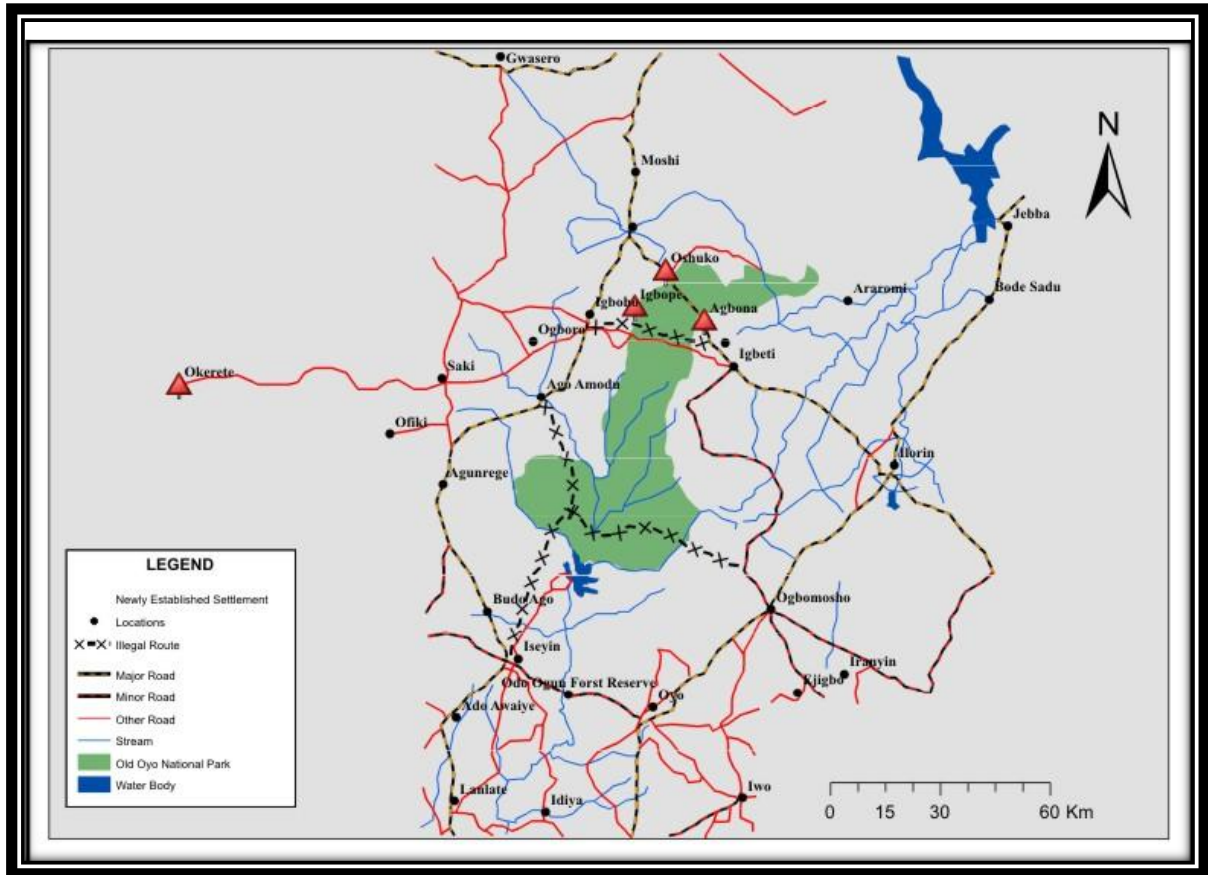 Gwasero
N
Moshi
Jebba
Oshuko
Igbope
Araromi
Bode Sadu
Igboho
Agbona
Ogboro
Igbeti
Okerete
Saki
Ago Amodu
Ofiki
Agunrege
Ilorin
LEGEND
Newly Established Settlement
Locations
Illegal Route
Major Road
Minor Road
Other Road
Stream
Old Oyo National Park
Water Body
Budo Ago
Ogbomosho
Iseyin
Iranyin
Odo Ogun Forst Reserve
Ejigbo
Oyo
Ado Awaiye
Lanlate
Idiya
Iwo
0 15 30 60 Km